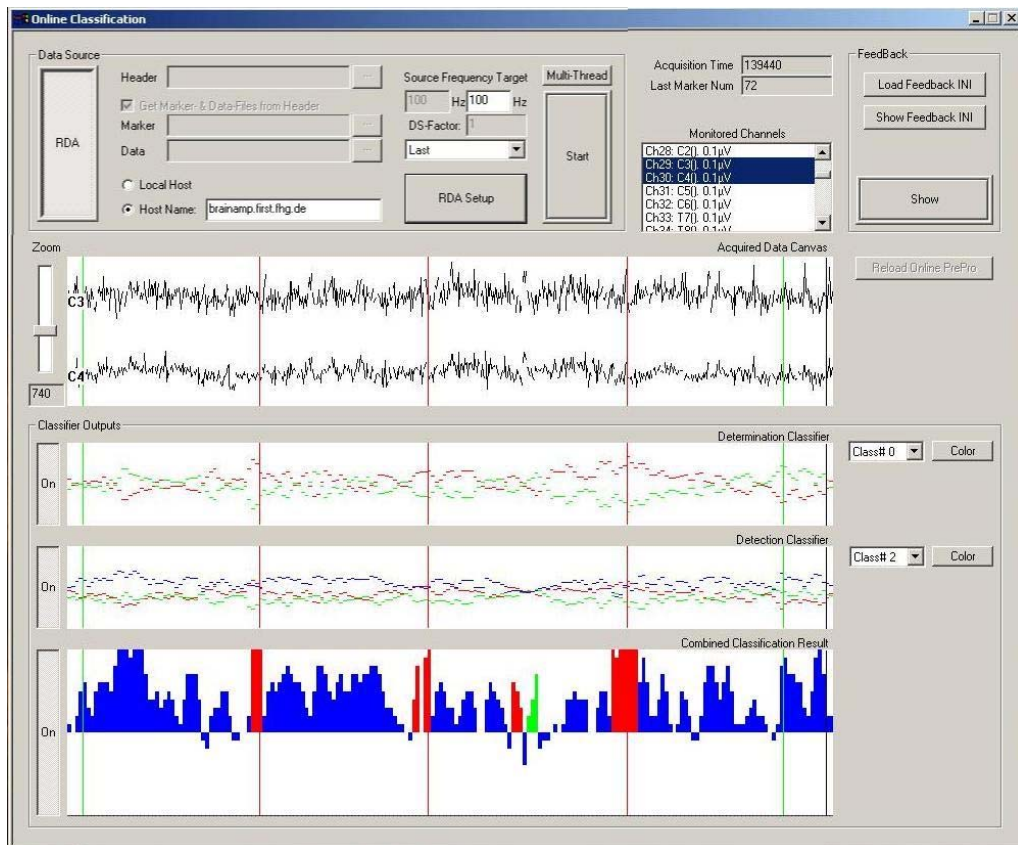 Online Classification
Data Source
RDA
Header
...
Get Marker- & Data-Files from Header
Marker
...
Data
...
Local Host
Host Name:
brainamp.first.fhg.de
Source Frequency Target
100 Hz 100 Hz
DS-Factor: 1
Last
RDA Setup
Multi-Thread
Start
Acquisition Time 139440
Last Marker Num 72
Monitored Channels
Ch28: C2(). 0.1µV
Ch29: C3(). 0.1µV
Ch30: C4(). 0.1µV
Ch31: C5(). 0.1µV
Ch32: C6(). 0.1µV
Ch33: T7(). 0.1µV
Ch34: T8(). 0.1µV
FeedBack
Load Feedback INI
Show Feedback INI
Show
Reload Online PrePro
Zoom
740
Acquired Data Canvas
C3
C4
Classifier Outputs
Determination Classifier
On
Class# 0
Color
Detection Classifier
On
Class# 2
Color
Combined Classification Result
On